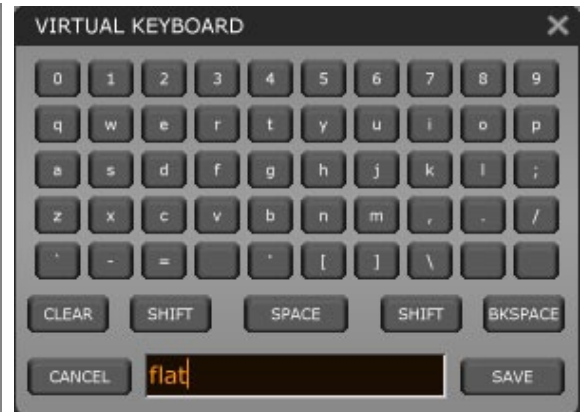 VIRTUAL KEYBOARD
0 1 2 3 4 5 6 7 8 9
q w e r t y u i o p
a s d f g h j k l ;
z x c v b n m , . /
` - = ' [ ] \
CLEAR SHIFT SPACE SHIFT BKSPACE
CANCEL flat SAVE